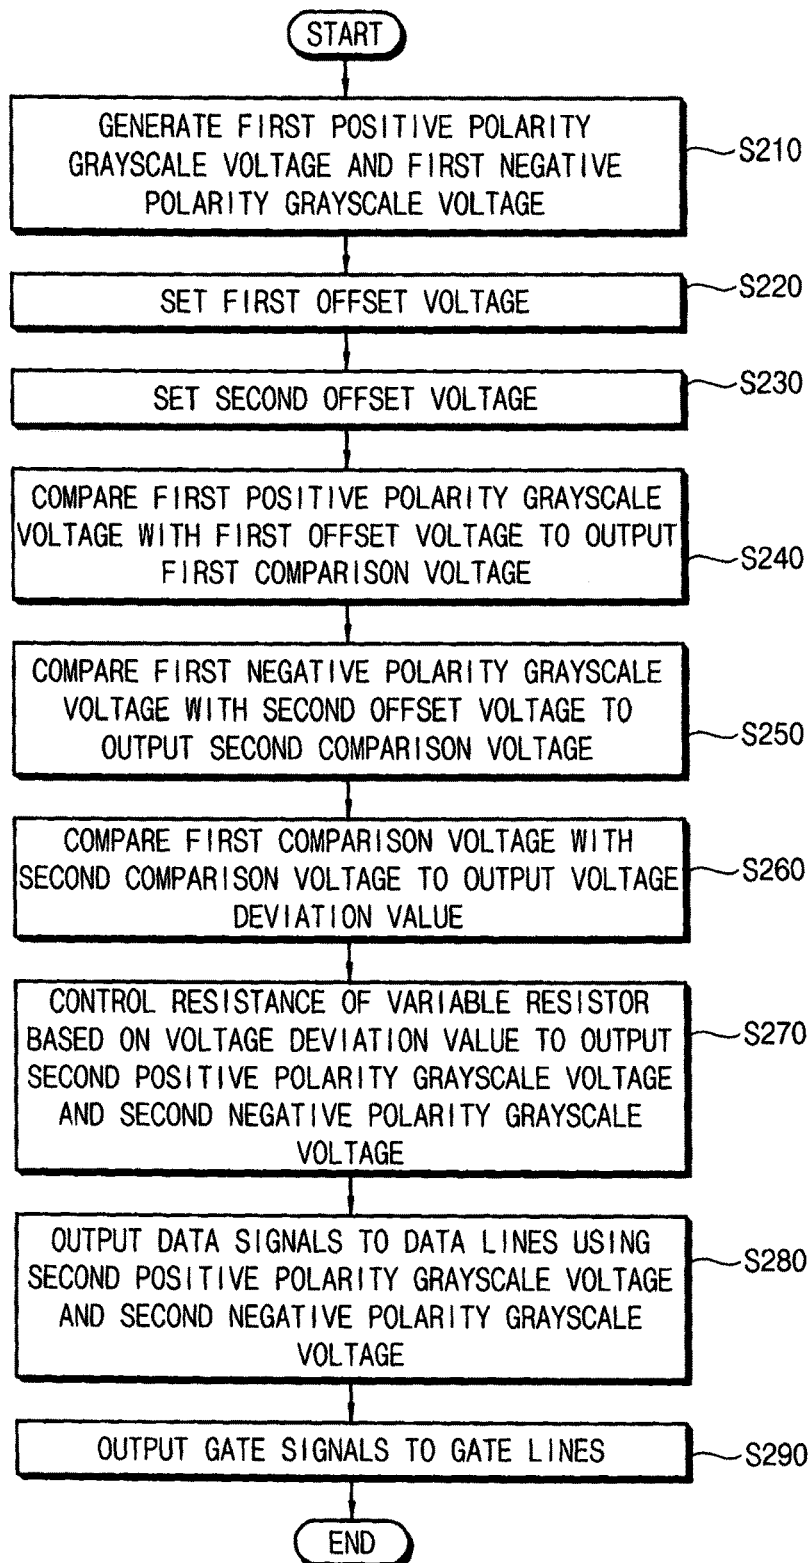 START
GENERATE FIRST POSITIVE POLARITY
GRAYSCALE VOLTAGE AND FIRST NEGATIVE
POLARITY GRAYSCALE VOLTAGE
S210
SET FIRST OFFSET VOLTAGE
S220
SET SECOND OFFSET VOLTAGE
S230
COMPARE FIRST POSITIVE POLARITY GRAYSCALE
VOLTAGE WITH FIRST OFFSET VOLTAGE TO OUTPUT
FIRST COMPARISON VOLTAGE
S240
COMPARE FIRST NEGATIVE POLARITY GRAYSCALE
VOLTAGE WITH SECOND OFFSET VOLTAGE TO
OUTPUT SECOND COMPARISON VOLTAGE
S250
COMPARE FIRST COMPARISON VOLTAGE WITH
SECOND COMPARISON VOLTAGE TO OUTPUT VOLTAGE
DEVIATION VALUE
S260
CONTROL RESISTANCE OF VARIABLE RESISTOR
BASED ON VOLTAGE DEVIATION VALUE TO OUTPUT
SECOND POSITIVE POLARITY GRAYSCALE VOLTAGE
AND SECOND NEGATIVE POLARITY GRAYSCALE
VOLTAGE
S270
OUTPUT DATA SIGNALS TO DATA LINES USING
SECOND POSITIVE POLARITY GRAYSCALE VOLTAGE
AND SECOND NEGATIVE POLARITY GRAYSCALE
VOLTAGE
S280
OUTPUT GATE SIGNALS TO GATE LINES
S290
END